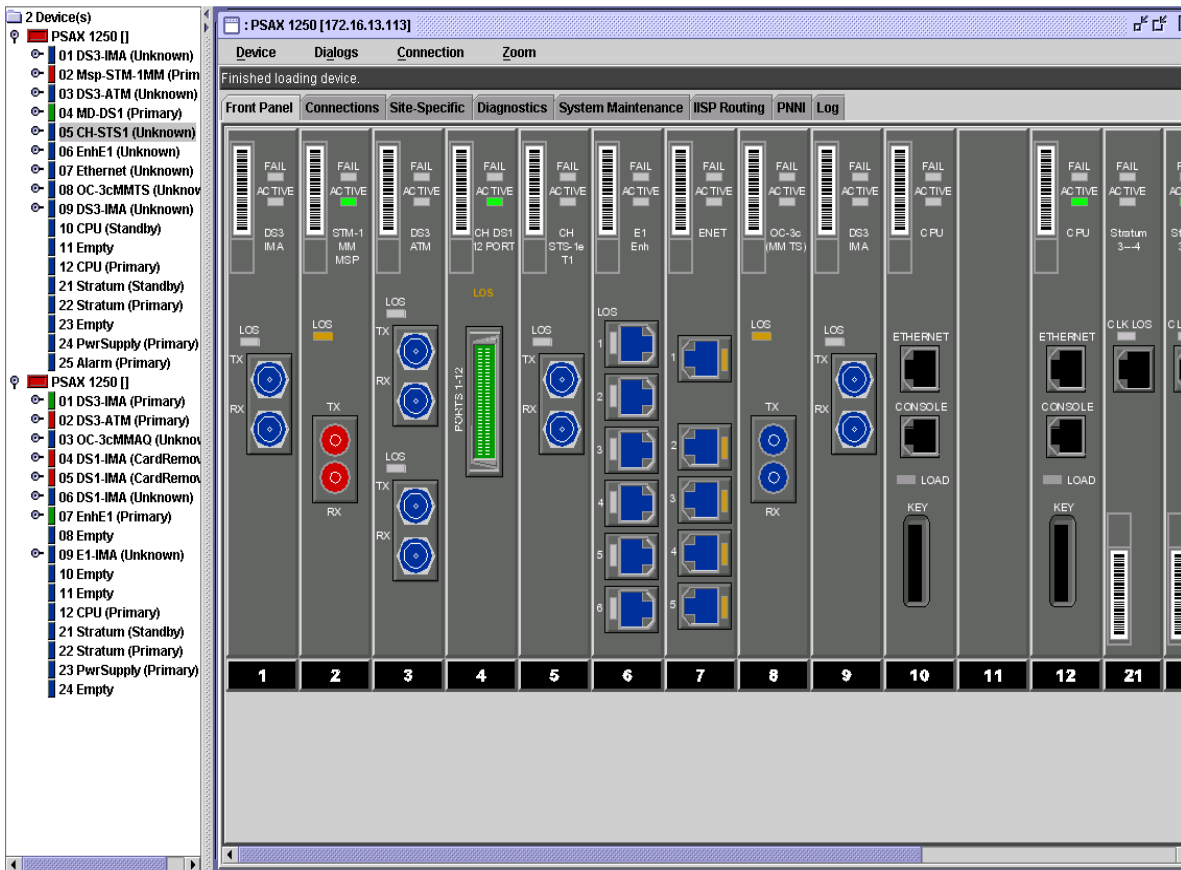 2 Device(s)
PSAX 1250 []
01 DS3-IMA (Unknown)
02 Msp-STM-1MM (Prim
03 DS3-ATM (Unknown)
04 MD-DS1 (Primary)
05 CH-STS1 (Unknown)
06 EnhE1 (Unknown)
07 Ethernet (Unknown)
08 OC-3cMMTS (Unknow
09 DS3-IMA (Unknown)
10 CPU (Standby)
11 Empty
12 CPU (Primary)
21 Stratum (Standby)
22 Stratum (Primary)
23 Empty
24 PwrSupply (Primary)
25 Alarm (Primary)
PSAX 1250 []
01 DS3-IMA (Primary)
02 DS3-ATM (Primary)
03 OC-3cMMAQ (Unknow
04 DS1-IMA (CardRemov
05 DS1-IMA (CardRemov
06 DS1-IMA (Unknown)
07 EnhE1 (Primary)
08 Empty
09 E1-IMA (Unknown)
10 Empty
11 Empty
12 CPU (Primary)
21 Stratum (Standby)
22 Stratum (Primary)
23 PwrSupply (Primary)
24 Empty
: PSAX 1250 [172.16.13.113]
Device Dialogs Connection Zoom
Finished loading device.
Front Panel Connections Site-Specific Diagnostics System Maintenance IISP Routing PNNI Log
FAIL
ACTIVE
DS3
IMA
LOS
TX
RX
1
FAIL
ACTIVE
STM-1
MM
MSP
LOS
TX
RX
2
FAIL
ACTIVE
DS3
ATM
LOS
TX
RX
LOS
TX
RX
3
FAIL
ACTIVE
CH DS1
12 PORT
LOS
PORTS 1-12
4
FAIL
ACTIVE
CH
STS-1e
T1
LOS
TX
RX
5
FAIL
ACTIVE
E1
Enh
LOS
1
2
3
4
5
6
6
FAIL
ACTIVE
ENET
1
2
3
4
5
7
FAIL
ACTIVE
OC-3c
(MM TS)
LOS
TX
RX
8
FAIL
ACTIVE
DS3
IMA
LOS
TX
RX
9
FAIL
ACTIVE
CPU
ETHERNET
CONSOLE
LOAD
KEY
10
11
FAIL
ACTIVE
CPU
ETHERNET
CONSOLE
LOAD
KEY
12
FAIL
ACTIVE
Stratum
3---4
CLK LOS
21